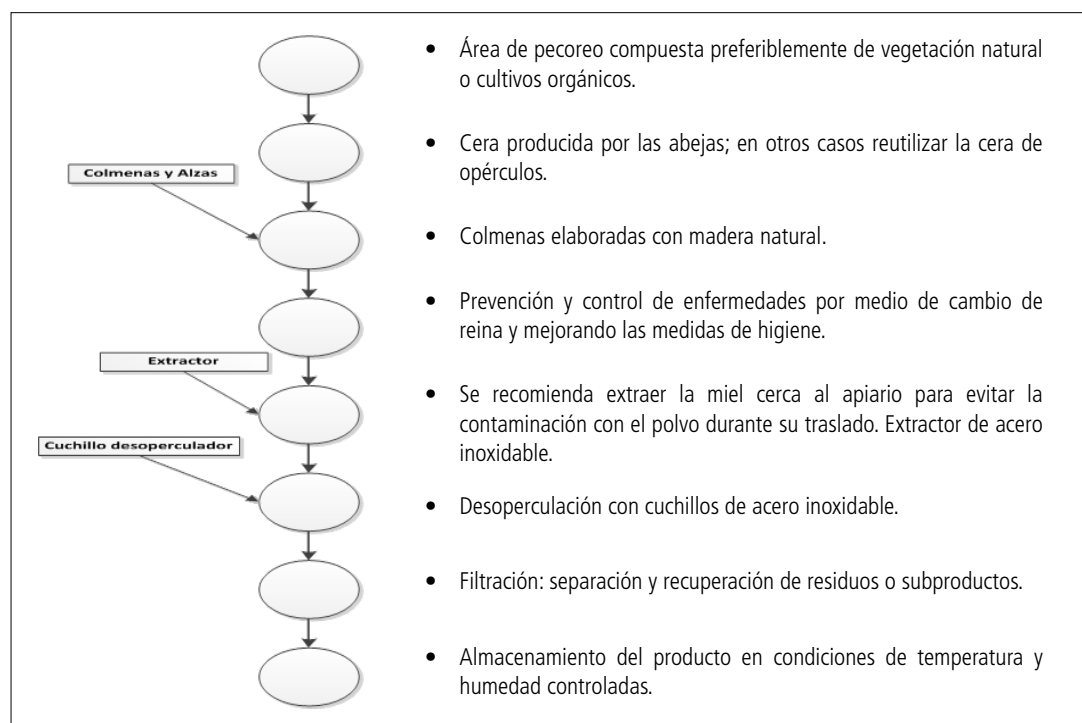 • Área de pecoreo compuesta preferiblemente de vegetación natural
o cultivos orgánicos.
• Cera producida por las abejas; en otros casos reutilizar la cera de
opérculos.
Colmenas y Alzas
• Colmenas elaboradas con madera natural.
• Prevención y control de enfermedades por medio de cambio de
reina y mejorando las medidas de higiene.
Extractor
• Se recomienda extraer la miel cerca al apiario para evitar la
contaminación con el polvo durante su traslado. Extractor de acero
inoxidable.
Cuchillo desoperculador
• Desoperculación con cuchillos de acero inoxidable.
• Filtración: separación y recuperación de residuos o subproductos.
• Almacenamiento del producto en condiciones de temperatura y
humedad controladas.